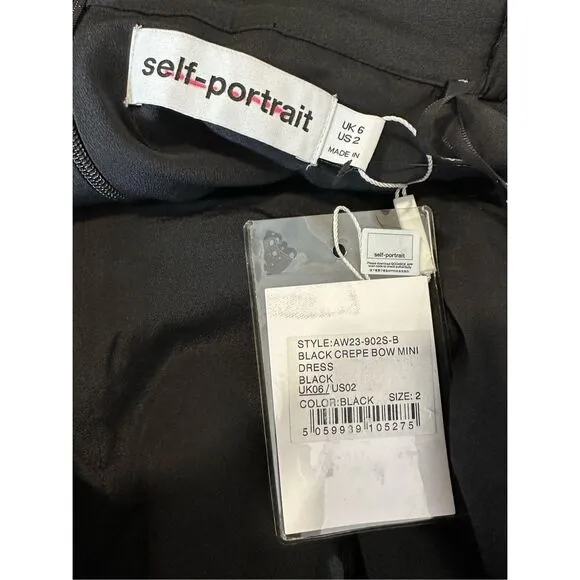 self-portrait
UK 6
US 2
MADE IN
self-portrait
STYLE:AW23-902S-B
BLACK CREPE BOW MINI
DRESS
BLACK
UK06 / US02
COLOR:BLACK SIZE: 2
5 059939 105275